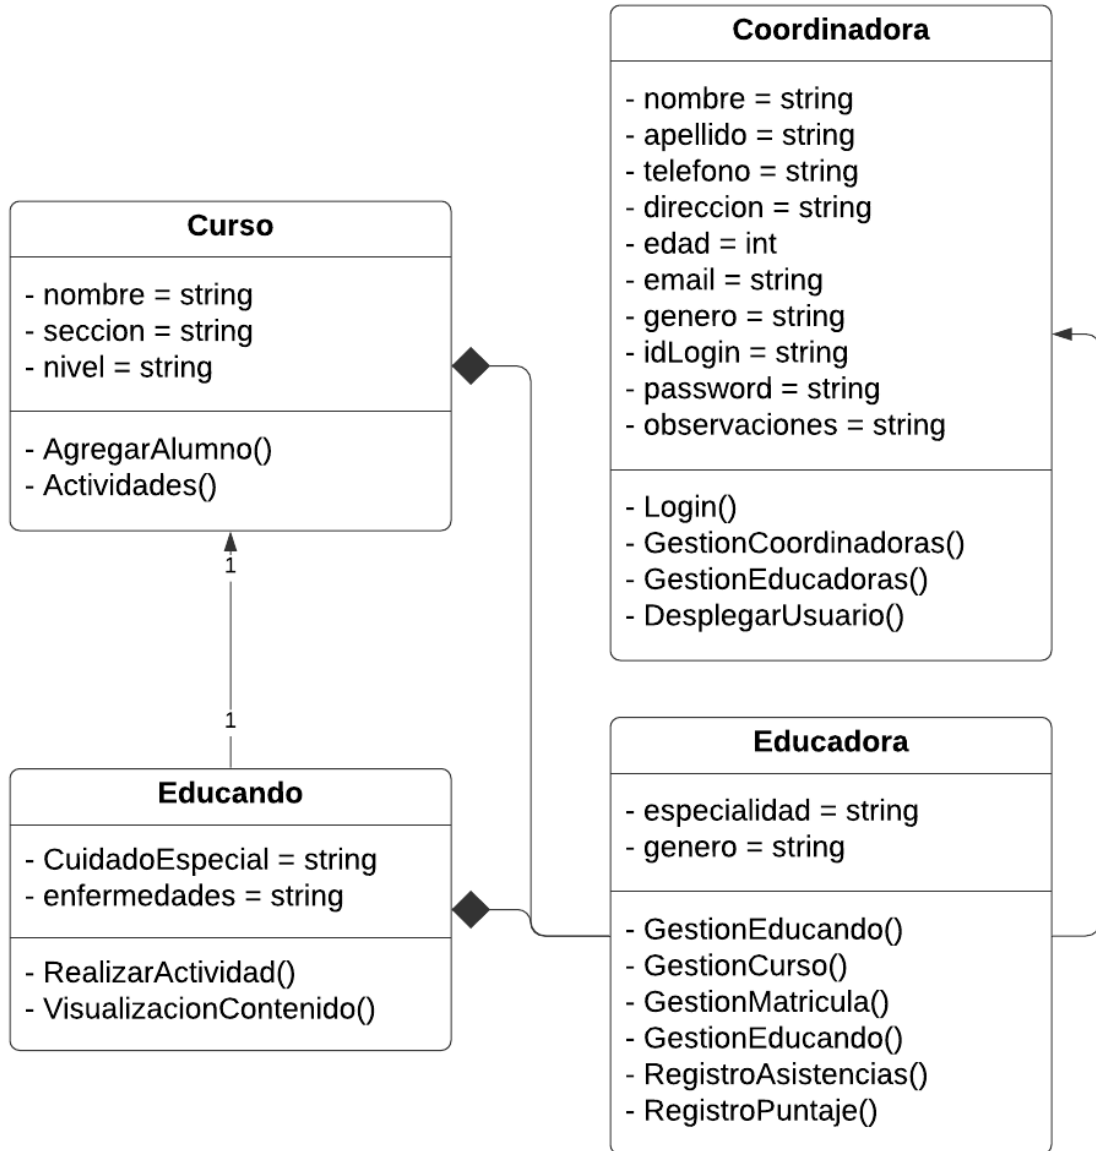 Coordinadora
- nombre = string
- apellido = string
- telefono = string
- direccion = string
- edad = int
- email = string
- genero = string
- idLogin = string
- password = string
- observaciones = string
- Login()
- GestionCoordinadoras()
- GestionEducadoras()
- DesplegarUsuario()
Curso
- nombre = string
- seccion = string
- nivel = string
- AgregarAlumno()
- Actividades()
1
1
Educando
- CuidadoEspecial = string
- enfermedades = string
- RealizarActividad()
- VisualizacionContenido()
Educadora
- especialidad = string
- genero = string
- GestionEducando()
- GestionCurso()
- GestionMatricula()
- GestionEducando()
- RegistroAsistencias()
- RegistroPuntaje()